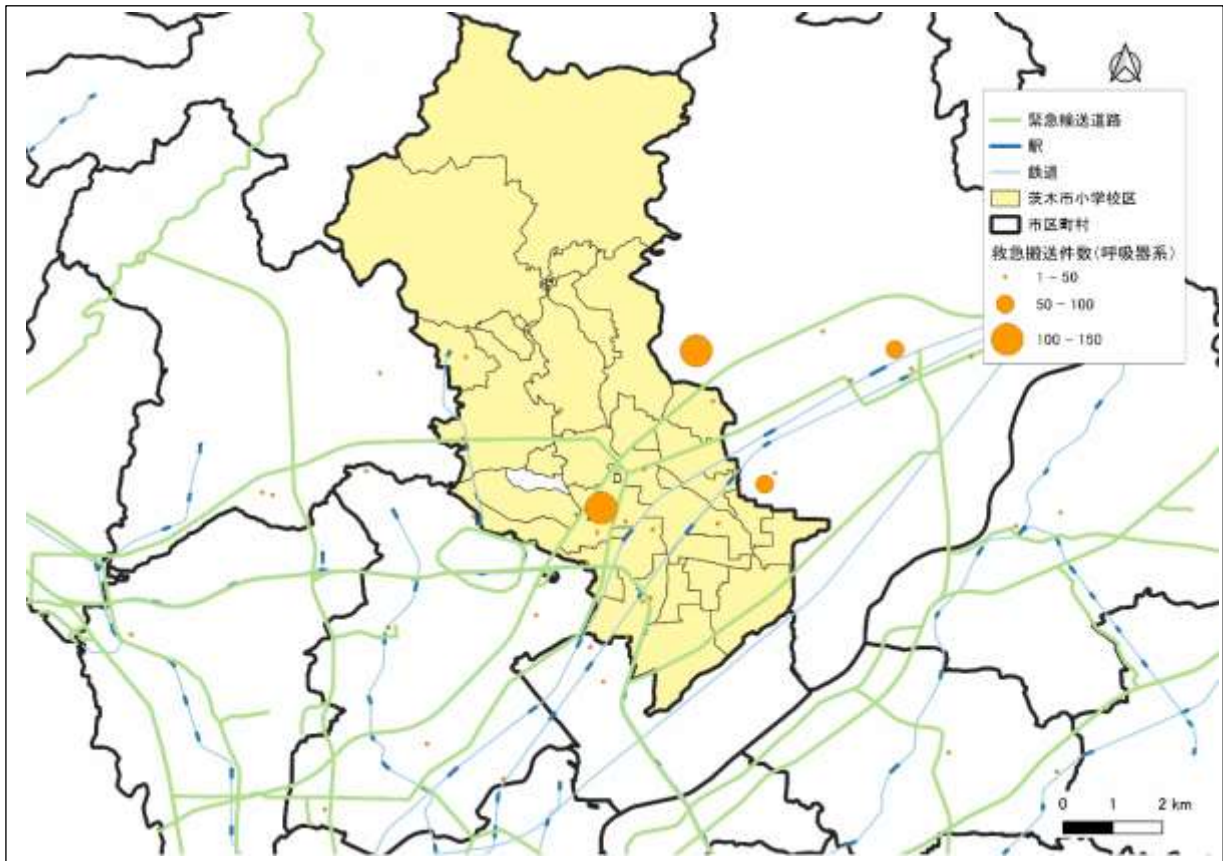 緊急輸送道路
駅
鉄道
茨木市小学校区
市区町村
救急搬送件数(呼吸器系)
1 - 50
50 - 100
100 - 150
0 1 2 km